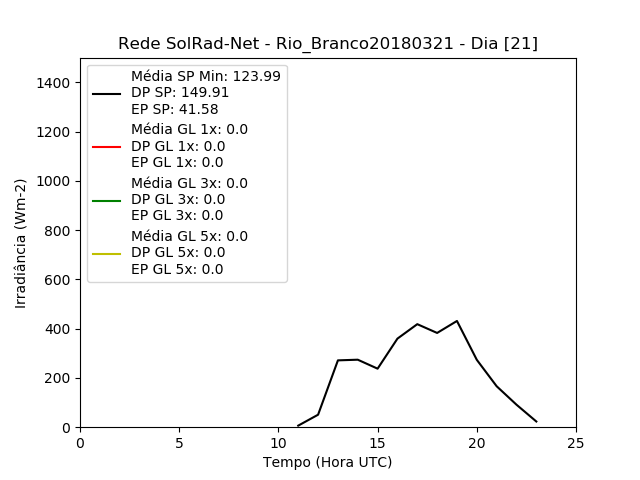 Rede SolRad-Net - Rio_Branco20180321 - Dia [21]
Média SP Min: 123.99
DP SP: 149.91
EP SP: 41.58
Média GL 1x: 0.0
DP GL 1x: 0.0
EP GL 1x: 0.0
Média GL 3x: 0.0
DP GL 3x: 0.0
EP GL 3x: 0.0
Média GL 5x: 0.0
DP GL 5x: 0.0
EP GL 5x: 0.0
Irradiância (Wm-2)
1400
1200
1000
800
600
400
200
0
0 5 10 15 20 25
Tempo (Hora UTC)